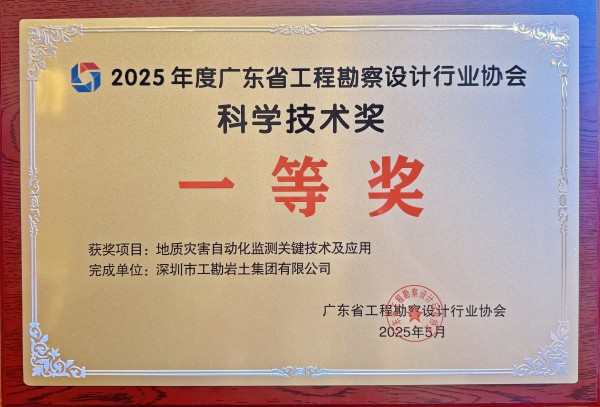 2025年度广东省工程勘察设计行业协会
科学技术奖
一等奖
获奖项目：地质灾害自动化监测关键技术及应用
完成单位：深圳市工勘岩土集团有限公司
广东省工程勘察设计行业协会
2025年5月